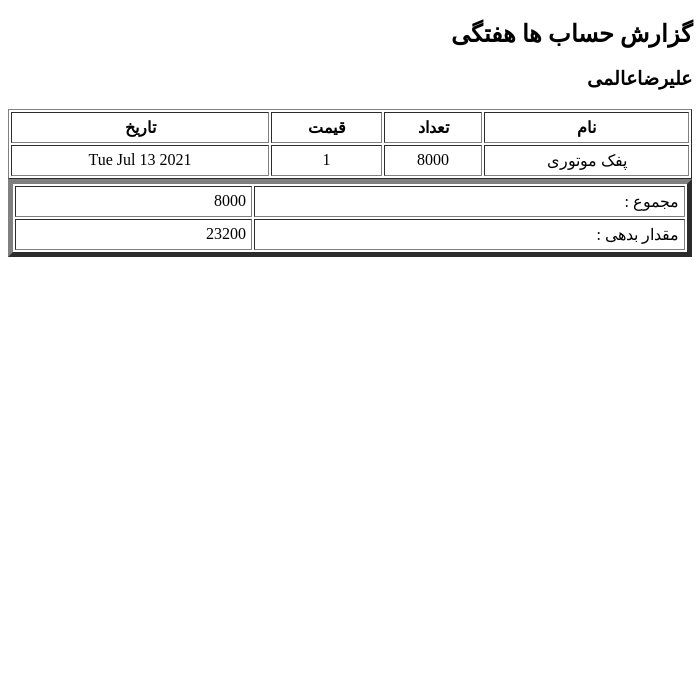 گزارش حساب ها هفتگی
علیرضاعالمی
نام تعداد قیمت تاریخ
پفک موتوری 8000 1 Tue Jul 13 2021
مجموع : 8000
مقدار بدهی : 23200